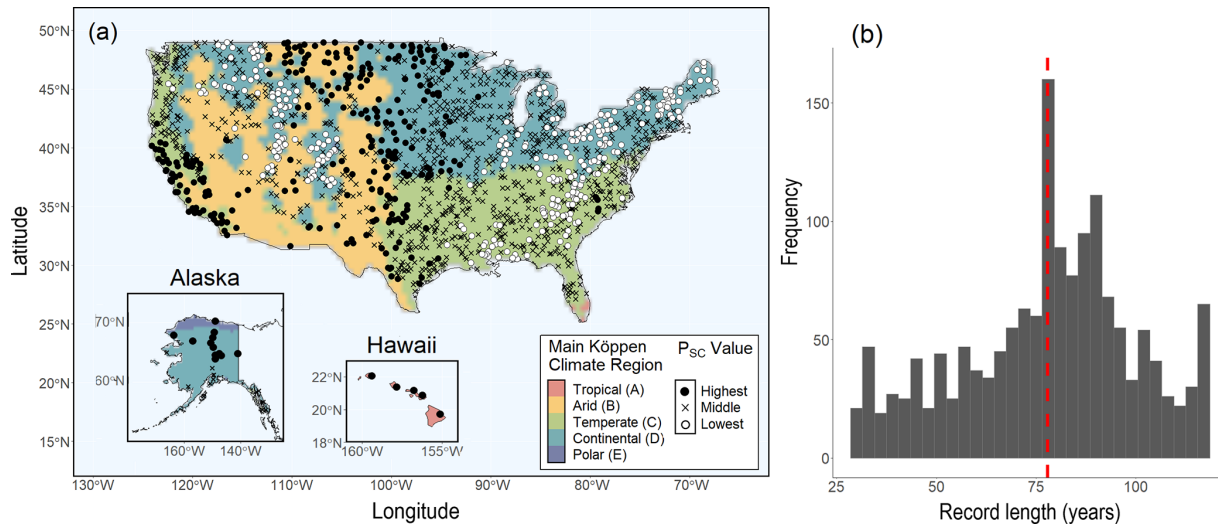 (a)
50°N
45°N
40°N
35°N
30°N
25°N
20°N
15°N
Latitude
130°W
120°W
110°W
100°W
90°W
80°W
70°W
Longitude
Alaska
70°N
60°N
160°W
140°W
Hawaii
22°N
20°N
18°N
160°W
155°W
Main Köppen
Climate Region
Tropical (A)
Arid (B)
Temperate (C)
Continental (D)
Polar (E)
PSC Value
Highest
Middle
Lowest
(b)
150
100
50
0
Frequency
25
50
75
100
Record length (years)